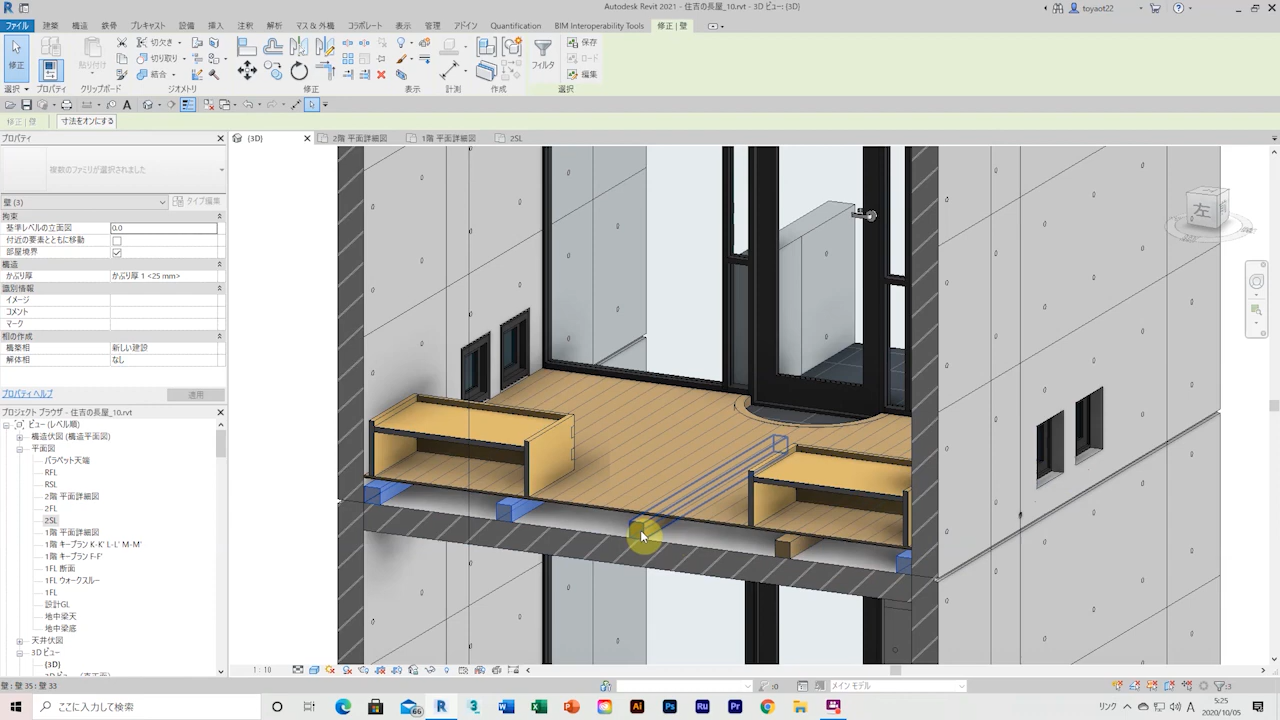 Autodesk Revit 2021 - 住吉の長屋_10.rvt - 3D ビュー: {3D}
toyaot22
ファイル 建築 構造 鉄骨 プレキャスト 設備 挿入 注釈 解析 マス & 外構 コラボレート 表示 管理 アドイン Quantification BIM Interoperability Tools 修正 | 壁
修正 貼り付け 切欠き 切り取り 結合 フィルタ 保存 ロード 編集
選択 プロパティ クリップボード ジオメトリ 修正 表示 計測 作成 選択
修正 | 壁 寸法をオンにする
プロパティ
{3D} 2階 平面詳細図 1階 平面詳細図 2SL
複数のファミリが選択されました
壁 (3) タイプ編集
拘束
基準レベルの立面図 0.0
付近の要素とともに移動
部屋境界
構造
かぶり厚 かぶり厚 1 <25 mm>
識別情報
イメージ
コメント
マーク
相の作成
構築相 新しい建設
解体相 なし
プロパティヘルプ 適用
プロジェクト ブラウザ - 住吉の長屋_10.rvt
ビュー (レベル順)
構造伏図 (構造平面図)
平面図
パラペット天端
RFL
RSL
2階 平面詳細図
2FL
2SL
1階 平面詳細図
1階 キープラン K-K' L-L' M-M'
1階 キープラン F-F'
1FL 断面
1FL ウォークスルー
1FL
設計GL
地中梁天
地中梁底
天井伏図
3Dビュー
{3D}
左
1 : 10
壁 : 壁 35 : 壁 33
:0
メイン モデル
:3
ここに入力して検索
66
リンク
A
5:25
2020/10/05